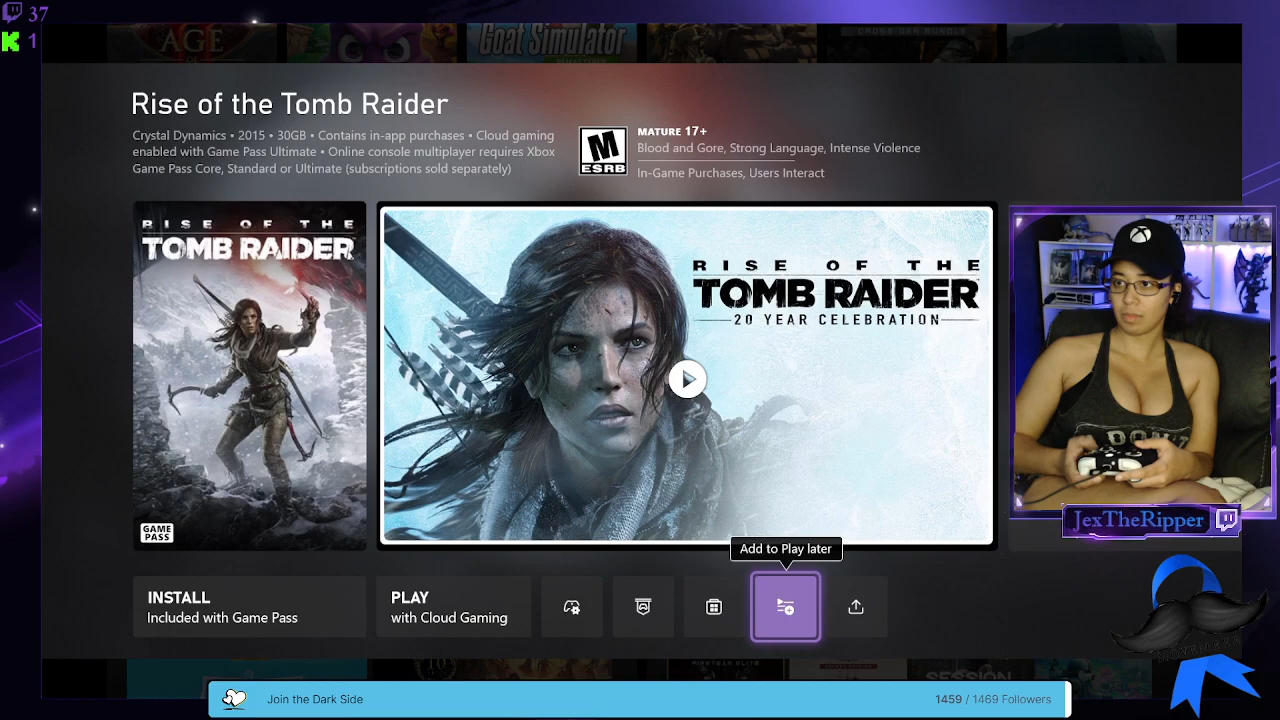 37
K 1
AGE
Goat Simulator
Rise of the Tomb Raider
Crystal Dynamics • 2015 • 30GB • Contains in-app purchases • Cloud gaming
enabled with Game Pass Ultimate • Online console multiplayer requires Xbox
Game Pass Core, Standard or Ultimate (subscriptions sold separately)
M
ESRB
MATURE 17+
Blood and Gore, Strong Language, Intense Violence
In-Game Purchases, Users Interact
RISE OF THE
TOMB RAIDER
GAME
PASS
RISE OF THE
TOMB RAIDER
20 YEAR CELEBRATION
DON'T
JexTheRipper
Add to Play later
INSTALL
Included with Game Pass
PLAY
with Cloud Gaming
SESSION
Join the Dark Side
1459 / 1469 Followers